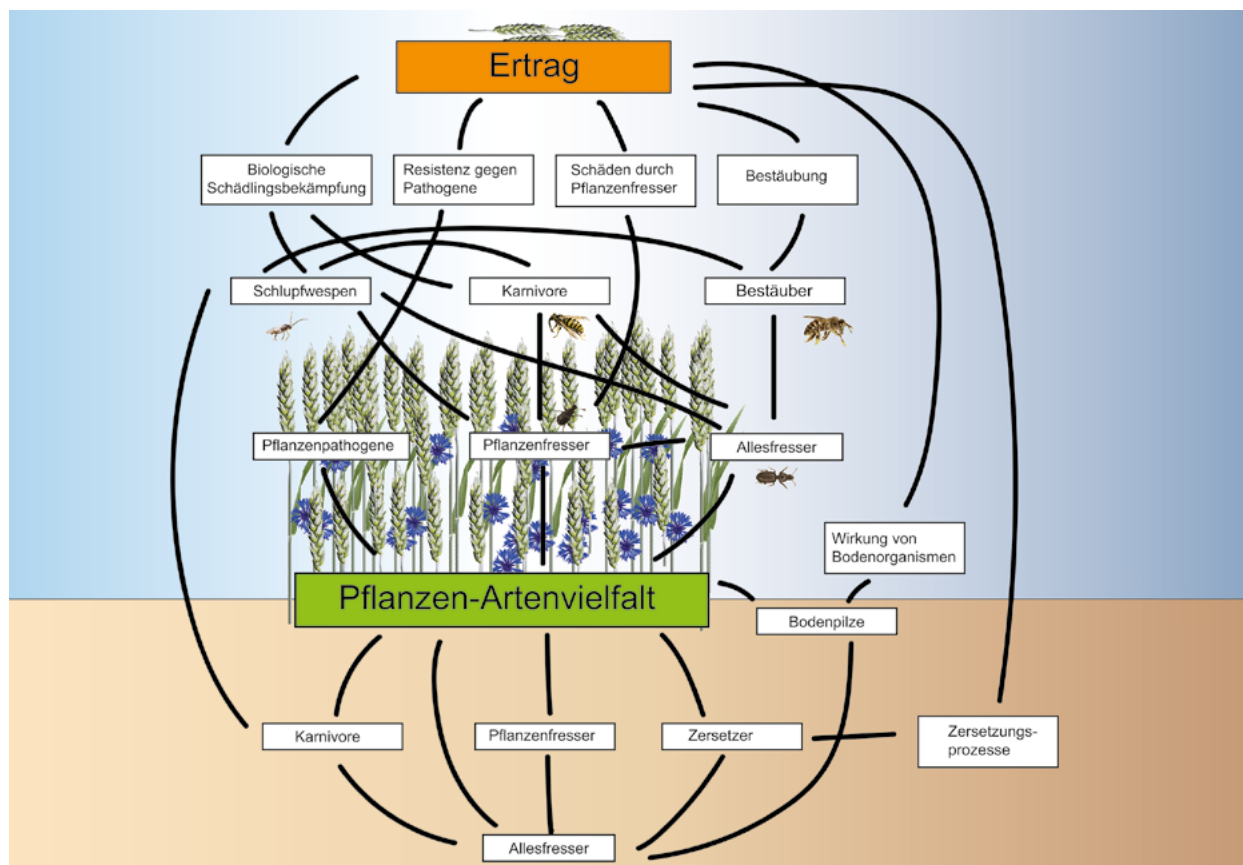 Ertrag
Biologische
Schädlingsbekämpfung
Resistenz gegen
Pathogene
Schäden durch
Pflanzenfresser
Bestäubung
Schlupfwespen
Karnivore
Bestäuber
Pflanzenpathogene
Pflanzenfresser
Allesfresser
Wirkung von
Bodenorganismen
Pflanzen-Artenvielfalt
Bodenpilze
Karnivore
Pflanzenfresser
Zersetzer
Zersetzungs-
prozesse
Allesfresser